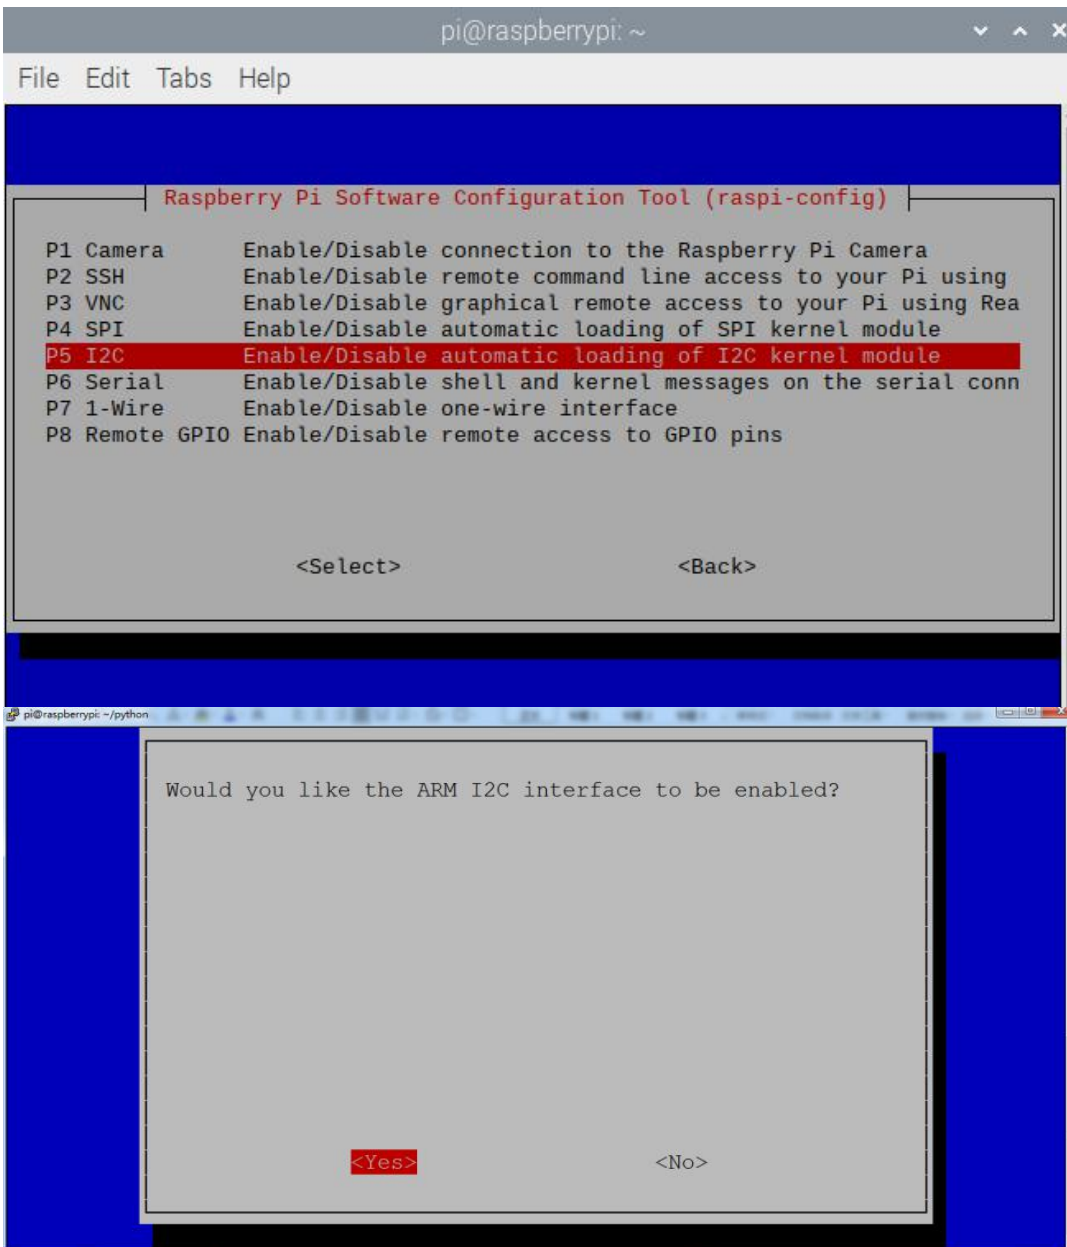 pi@raspberrypi: ~
File Edit Tabs Help
Raspberry Pi Software Configuration Tool (raspi-config)
P1 Camera Enable/Disable connection to the Raspberry Pi Camera
P2 SSH Enable/Disable remote command line access to your Pi using
P3 VNC Enable/Disable graphical remote access to your Pi using Rea
P4 SPI Enable/Disable automatic loading of SPI kernel module
P5 I2C Enable/Disable automatic loading of I2C kernel module
P6 Serial Enable/Disable shell and kernel messages on the serial conn
P7 1-Wire Enable/Disable one-wire interface
P8 Remote GPIO Enable/Disable remote access to GPIO pins
<Select> <Back>
pi@raspberrypi: ~/python
Would you like the ARM I2C interface to be enabled?
<Yes> <No>